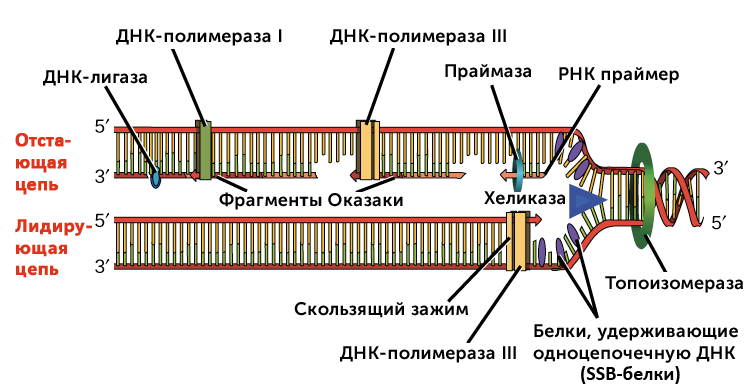 ДНК-полимераза I
ДНК-полимераза III
ДНК-лигаза
Праймаза
РНК праймер
5′
Отста-
ющая
цепь
3′
3′
Фрагменты Оказаки
Хеликаза
5′
Лидиру-
ющая
цепь
5′
3′
Топоизомераза
Скользящий зажим
ДНК-полимераза III
Белки, удерживающие
одноцепочечную ДНК
(SSB-белки)